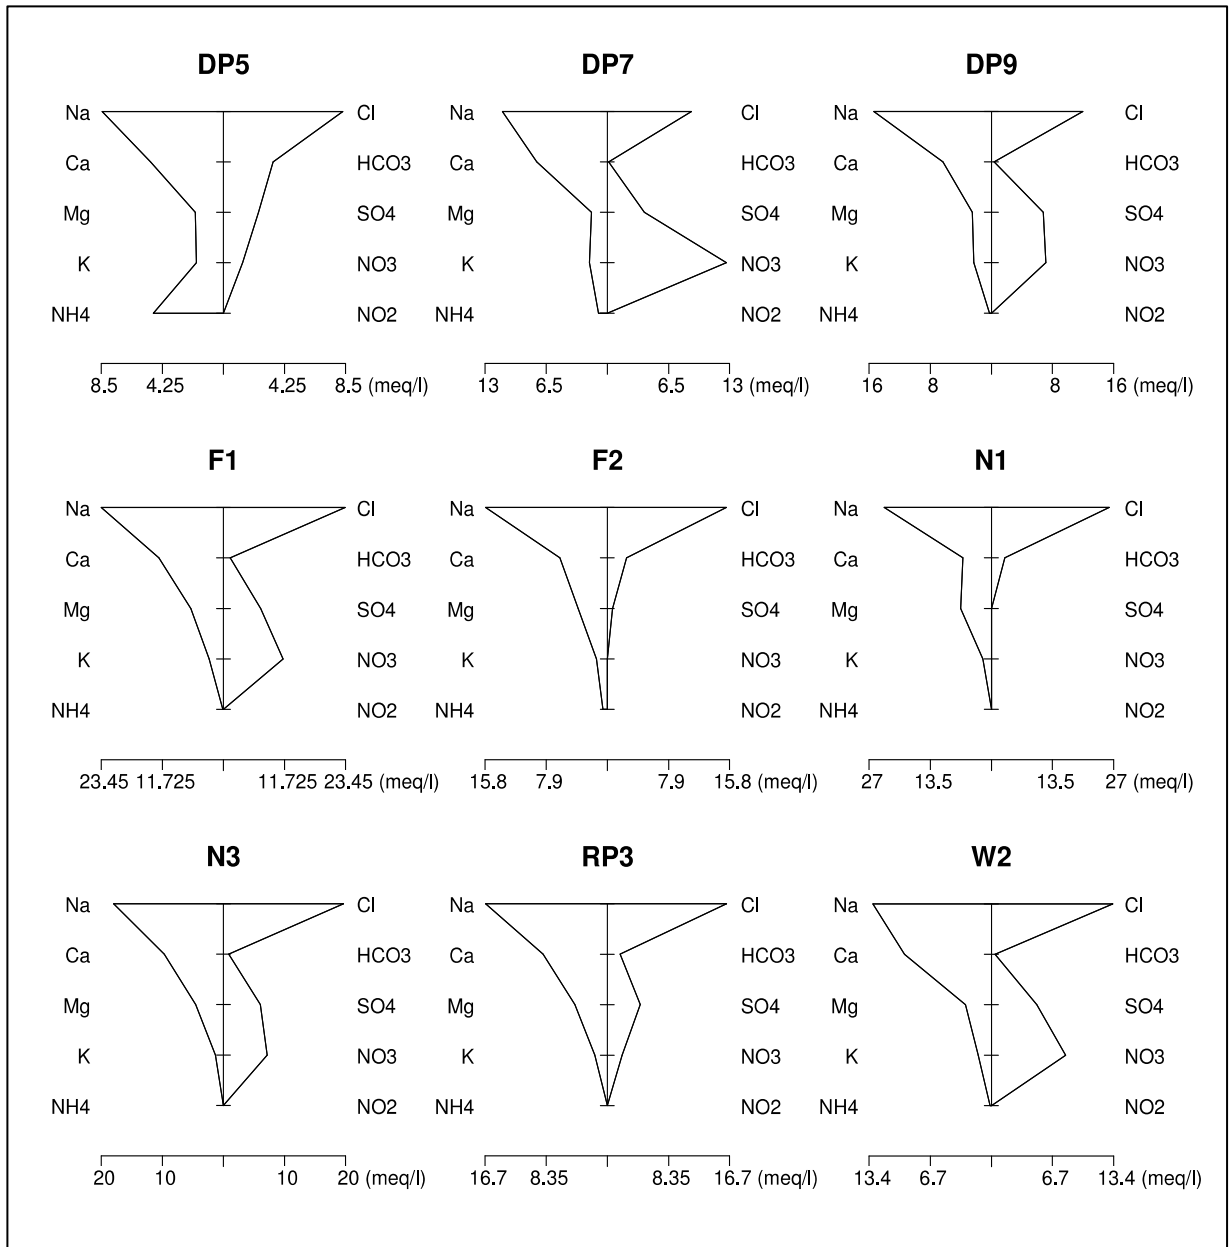 DP5 DP7 DP9
Na Cl Na Cl Na Cl
Ca HCO3 Ca HCO3 Ca HCO3
Mg SO4 Mg SO4 Mg SO4
K NO3 K NO3 K NO3
NH4 NO2 NH4 NO2 NH4 NO2
8.5 4.25 4.25 8.5 (meq/l) 13 6.5 6.5 13 (meq/l) 16 8 8 16 (meq/l)
F1 F2 N1
Na Cl Na Cl Na Cl
Ca HCO3 Ca HCO3 Ca HCO3
Mg SO4 Mg SO4 Mg SO4
K NO3 K NO3 K NO3
NH4 NO2 NH4 NO2 NH4 NO2
23.45 11.725 11.725 23.45 (meq/l) 15.8 7.9 7.9 15.8 (meq/l) 27 13.5 13.5 27 (meq/l)
N3 RP3 W2
Na Cl Na Cl Na Cl
Ca HCO3 Ca HCO3 Ca HCO3
Mg SO4 Mg SO4 Mg SO4
K NO3 K NO3 K NO3
NH4 NO2 NH4 NO2 NH4 NO2
20 10 10 20 (meq/l) 16.7 8.35 8.35 16.7 (meq/l) 13.4 6.7 6.7 13.4 (meq/l)